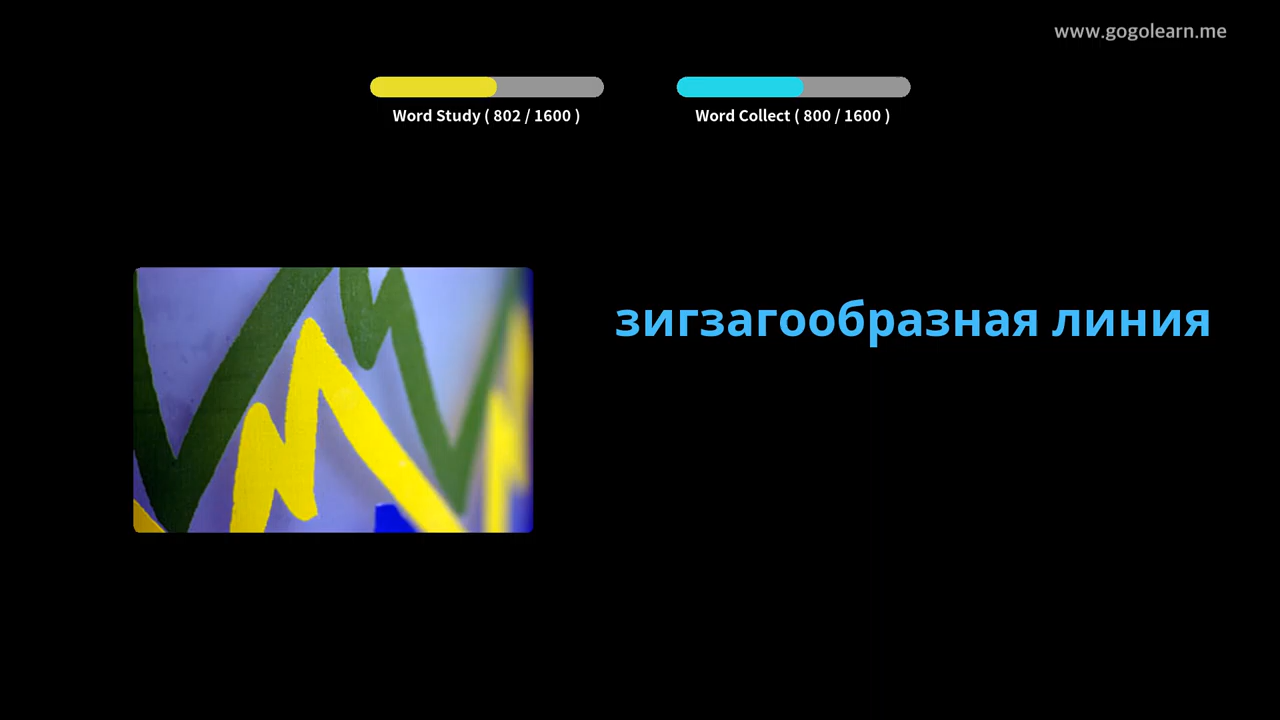 www.gogolearn.me
Word Study ( 802 / 1600 )
Word Collect ( 800 / 1600 )
зигзагообразная линия